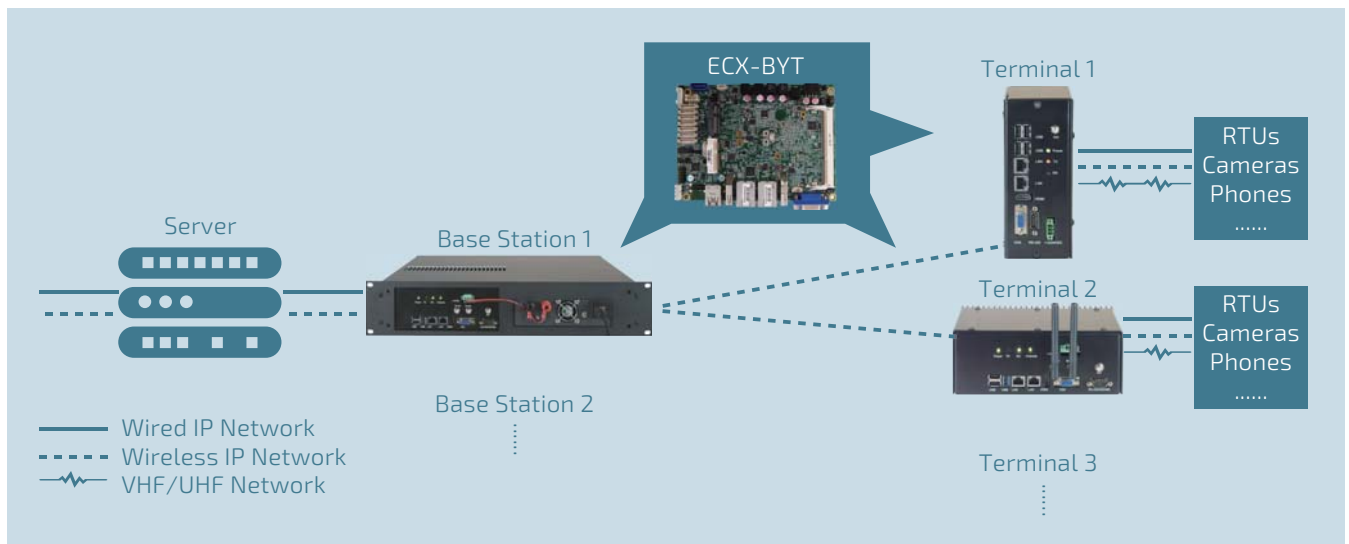 ECX-BYT
Terminal 1
RTUs
Cameras
Phones
......
Server
Base Station 1
Terminal 2
RTUs
Cameras
Phones
......
Base Station 2
Wired IP Network
Wireless IP Network
VHF/UHF Network
Terminal 3